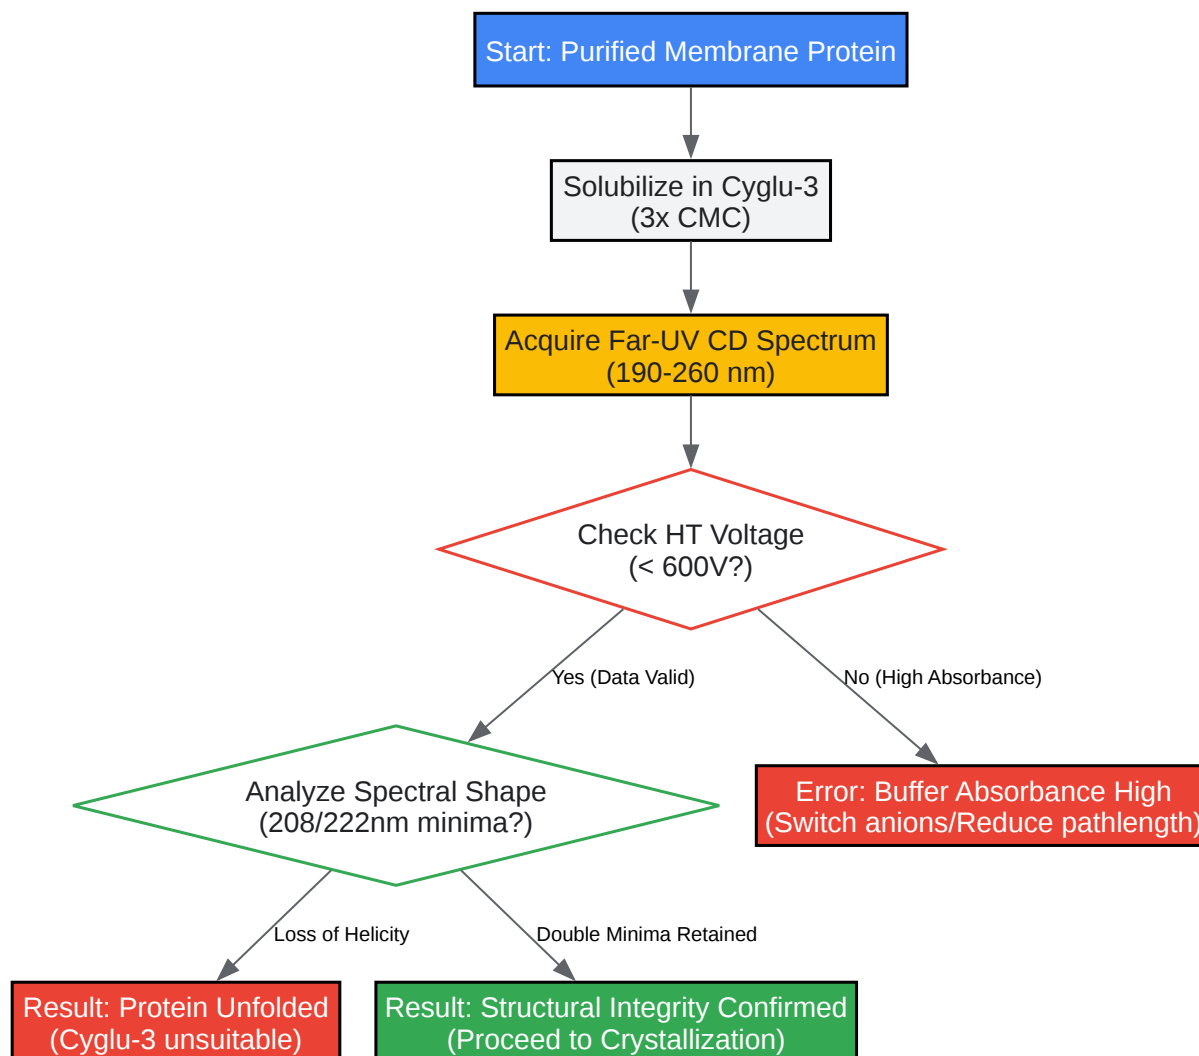 Start: Purified Membrane Protein
Solubilize in Cyglu-3
(3x CMC)
Acquire Far-UV CD Spectrum
(190-260 nm)
Check HT Voltage
(< 600V?)
Yes (Data Valid)
No (High Absorbance)
Analyze Spectral Shape
(208/222nm minima?)
Error: Buffer Absorbance High
(Switch anions/Reduce pathlength)
Loss of Helicity
Double Minima Retained
Result: Protein Unfolded
(Cyglu-3 unsuitable)
Result: Structural Integrity Confirmed
(Proceed to Crystallization)